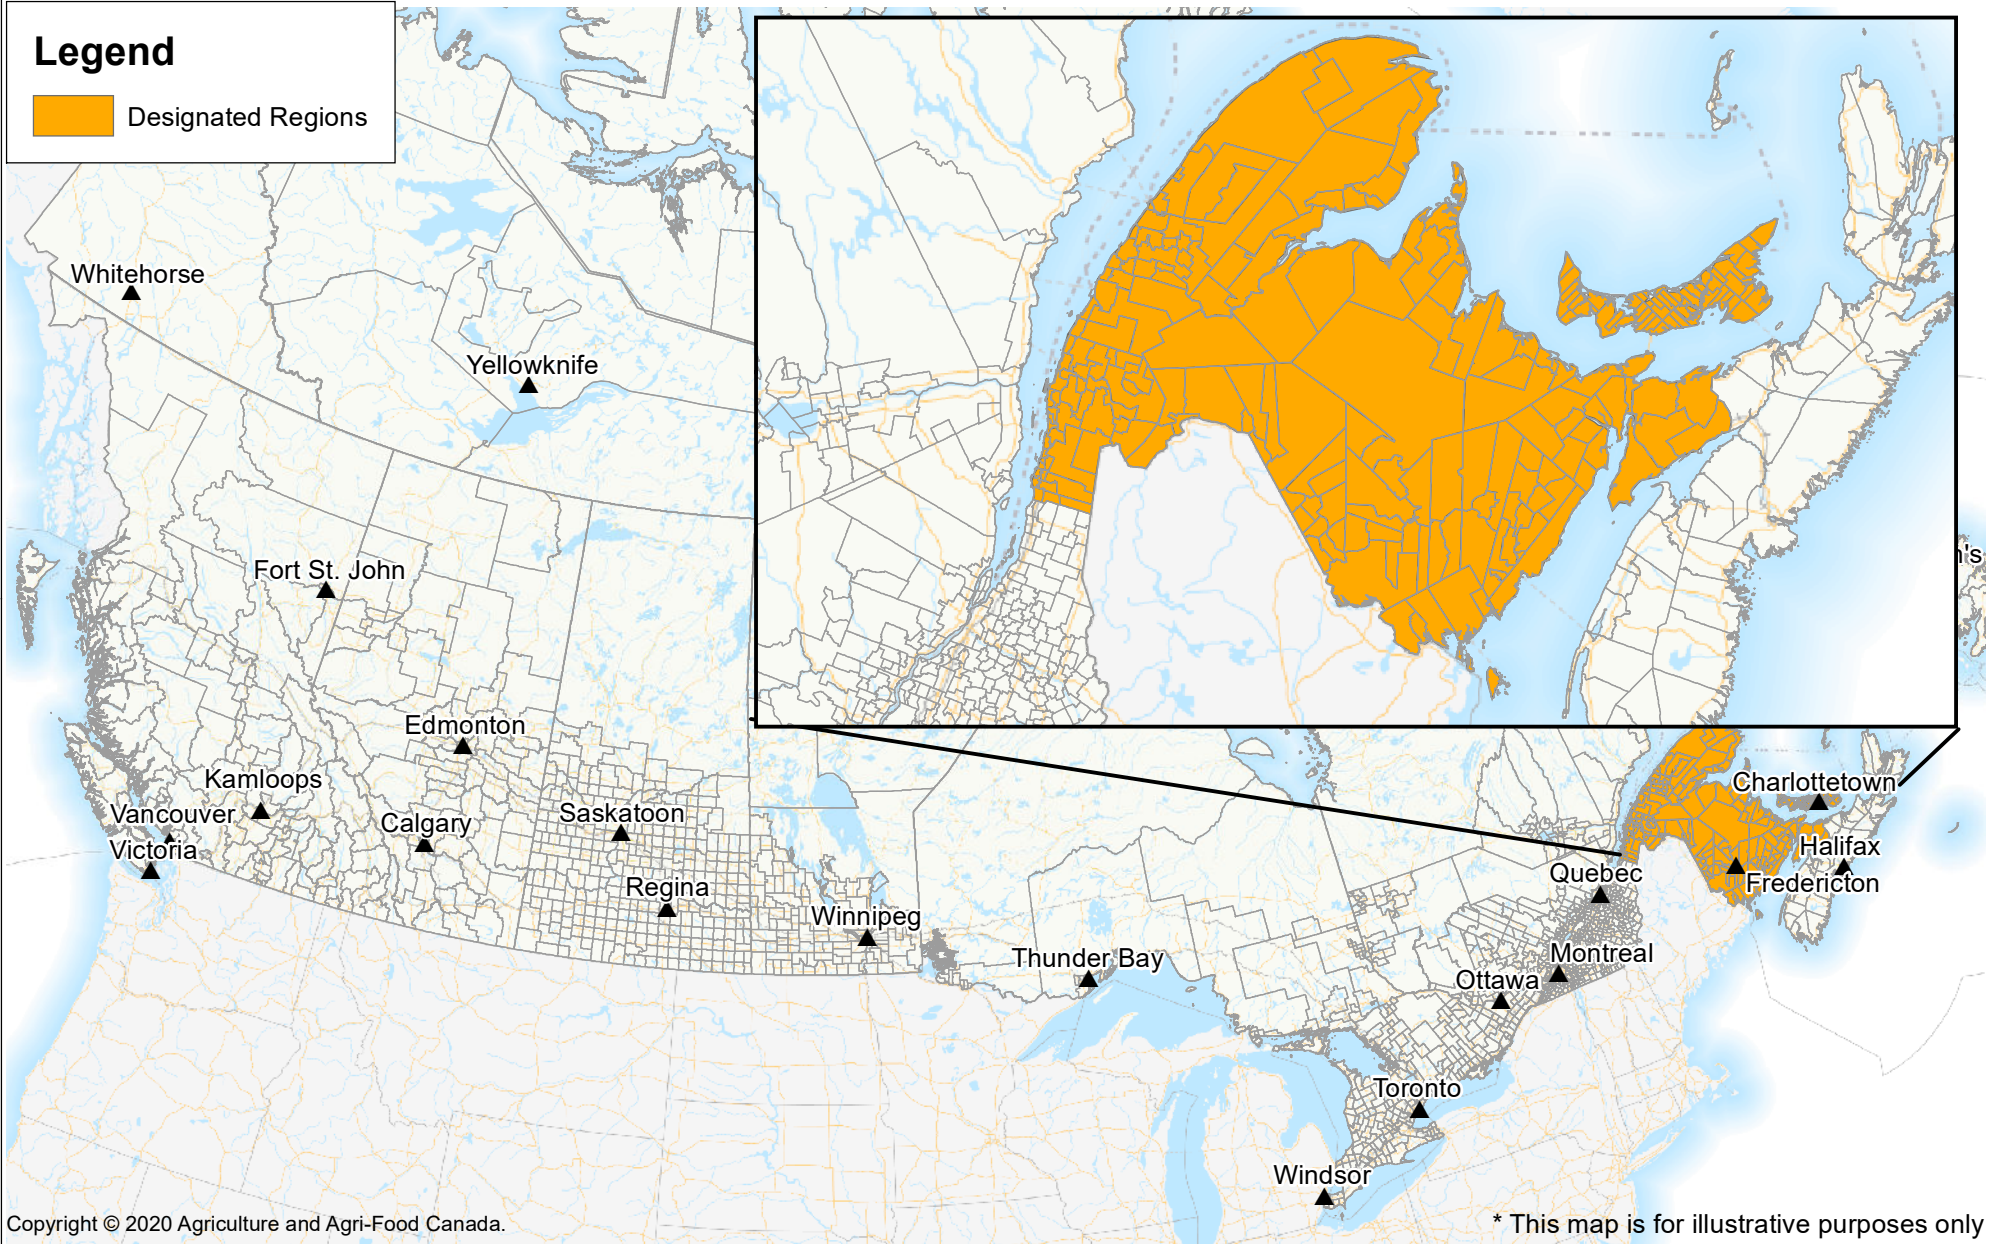 Legend
Designated Regions
Whitehorse
Yellowknife
Fort St. John
n's
Edmonton
Kamloops
Vancouver
Victoria
Calgary
Saskatoon
Regina
Winnipeg
Thunder Bay
Charlottetown
Halifax
Fredericton
Quebec
Montreal
Ottawa
Toronto
Windsor
Copyright © 2020 Agriculture and Agri-Food Canada.
* This map is for illustrative purposes only